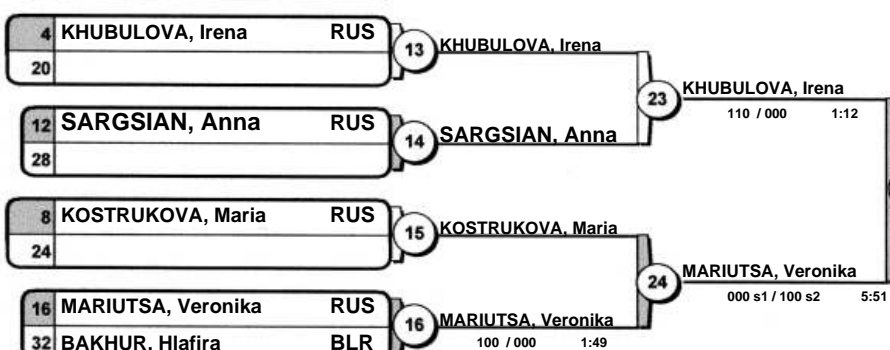 4 KHUBULOVA, Irena RUS
20
13 KHUBULOVA, Irena
12 SARGSIAN, Anna RUS
28
14 SARGSIAN, Anna
23 KHUBULOVA, Irena
110 / 000 1:12
8 KOSTRUKOVA, Maria RUS
24
15 KOSTRUKOVA, Maria
16 MARIUTSA, Veronika RUS
32 BAKHUR, Hlafira BLR
16 MARIUTSA, Veronika
100 / 000 1:49
24 MARIUTSA, Veronika
000 s1 / 100 s2 5:51